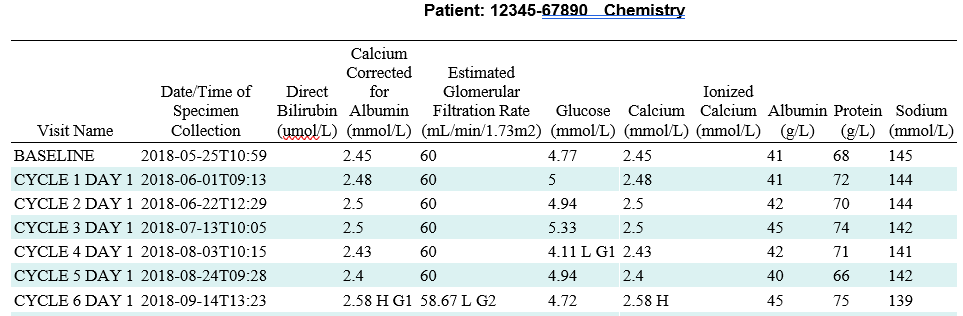 Patient: 12345-67890 Chemistry
Calcium
Corrected Estimated
Date/Time of Direct for Glomerular Ionized
Specimen Bilirubin Albumin Filtration Rate Glucose Calcium Calcium Albumin Protein Sodium
Visit Name Collection (umol/L) (mmol/L) (mL/min/1.73m2) (mmol/L) (mmol/L) (mmol/L) (g/L) (g/L) (mmol/L)
BASELINE 2018-05-25T10:59 2.45 60 4.77 2.45 41 68 145
CYCLE 1 DAY 1 2018-06-01T09:13 2.48 60 5 2.48 41 72 144
CYCLE 2 DAY 1 2018-06-22T12:29 2.5 60 4.94 2.5 42 70 144
CYCLE 3 DAY 1 2018-07-13T10:05 2.5 60 5.33 2.5 45 74 142
CYCLE 4 DAY 1 2018-08-03T10:15 2.43 60 4.11 L G1 2.43 42 71 141
CYCLE 5 DAY 1 2018-08-24T09:28 2.4 60 4.94 2.4 40 66 142
CYCLE 6 DAY 1 2018-09-14T13:23 2.58 H G1 58.67 L G2 4.72 2.58 H 45 75 139